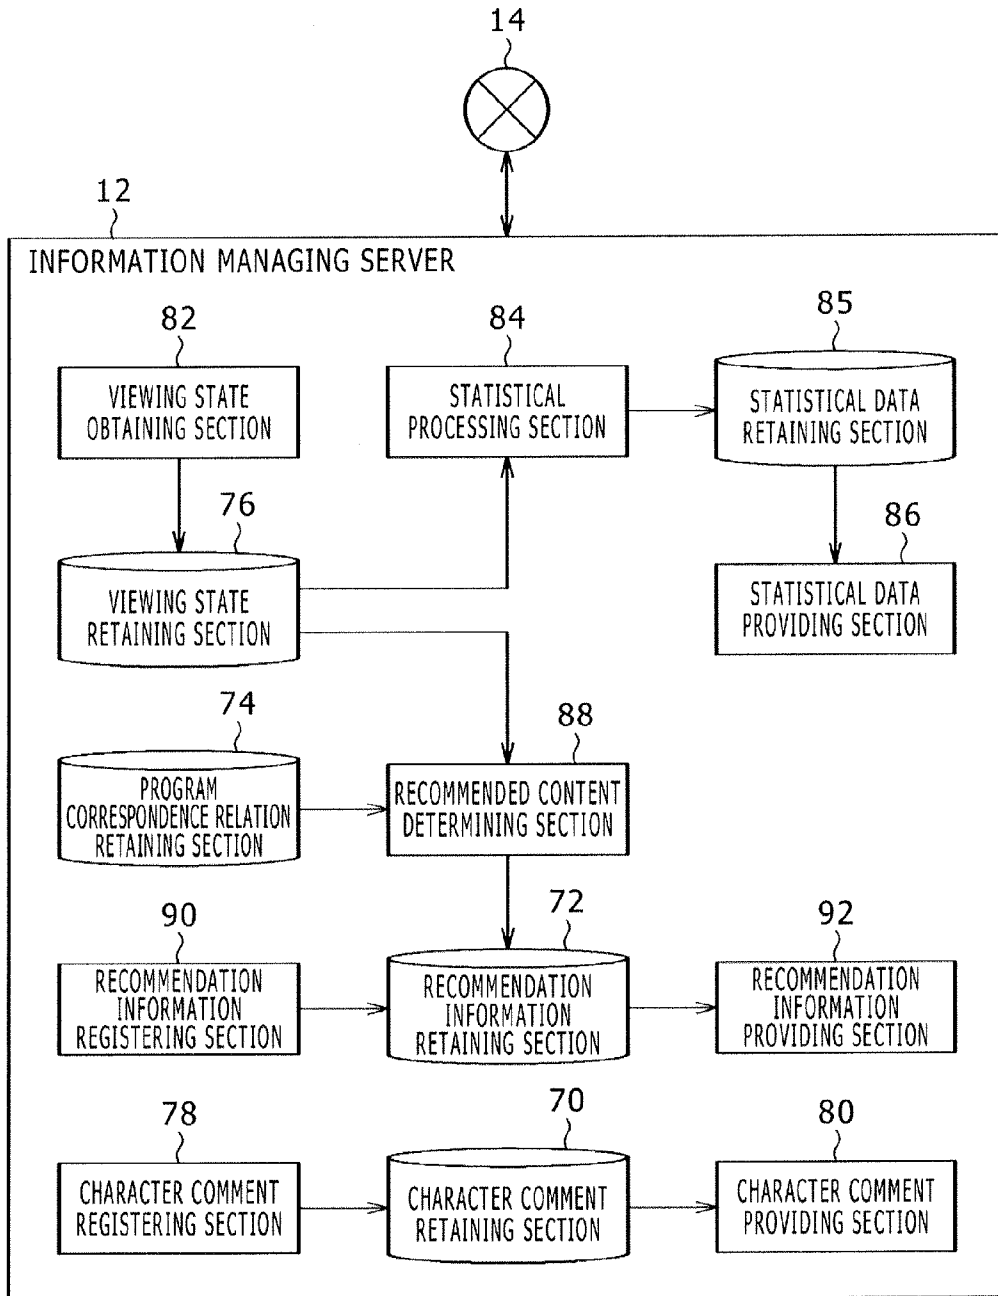 14
12
INFORMATION MANAGING SERVER
82
VIEWING STATE
OBTAINING SECTION
84
STATISTICAL
PROCESSING SECTION
85
STATISTICAL DATA
RETAINING SECTION
76
VIEWING STATE
RETAINING SECTION
86
STATISTICAL DATA
PROVIDING SECTION
74
PROGRAM
CORRESPONDENCE RELATION
RETAINING SECTION
88
RECOMMENDED CONTENT
DETERMINING SECTION
90
RECOMMENDATION
INFORMATION
REGISTERING SECTION
72
RECOMMENDATION
INFORMATION
RETAINING SECTION
92
RECOMMENDATION
INFORMATION
PROVIDING SECTION
78
CHARACTER COMMENT
REGISTERING SECTION
70
CHARACTER COMMENT
RETAINING SECTION
80
CHARACTER COMMENT
PROVIDING SECTION